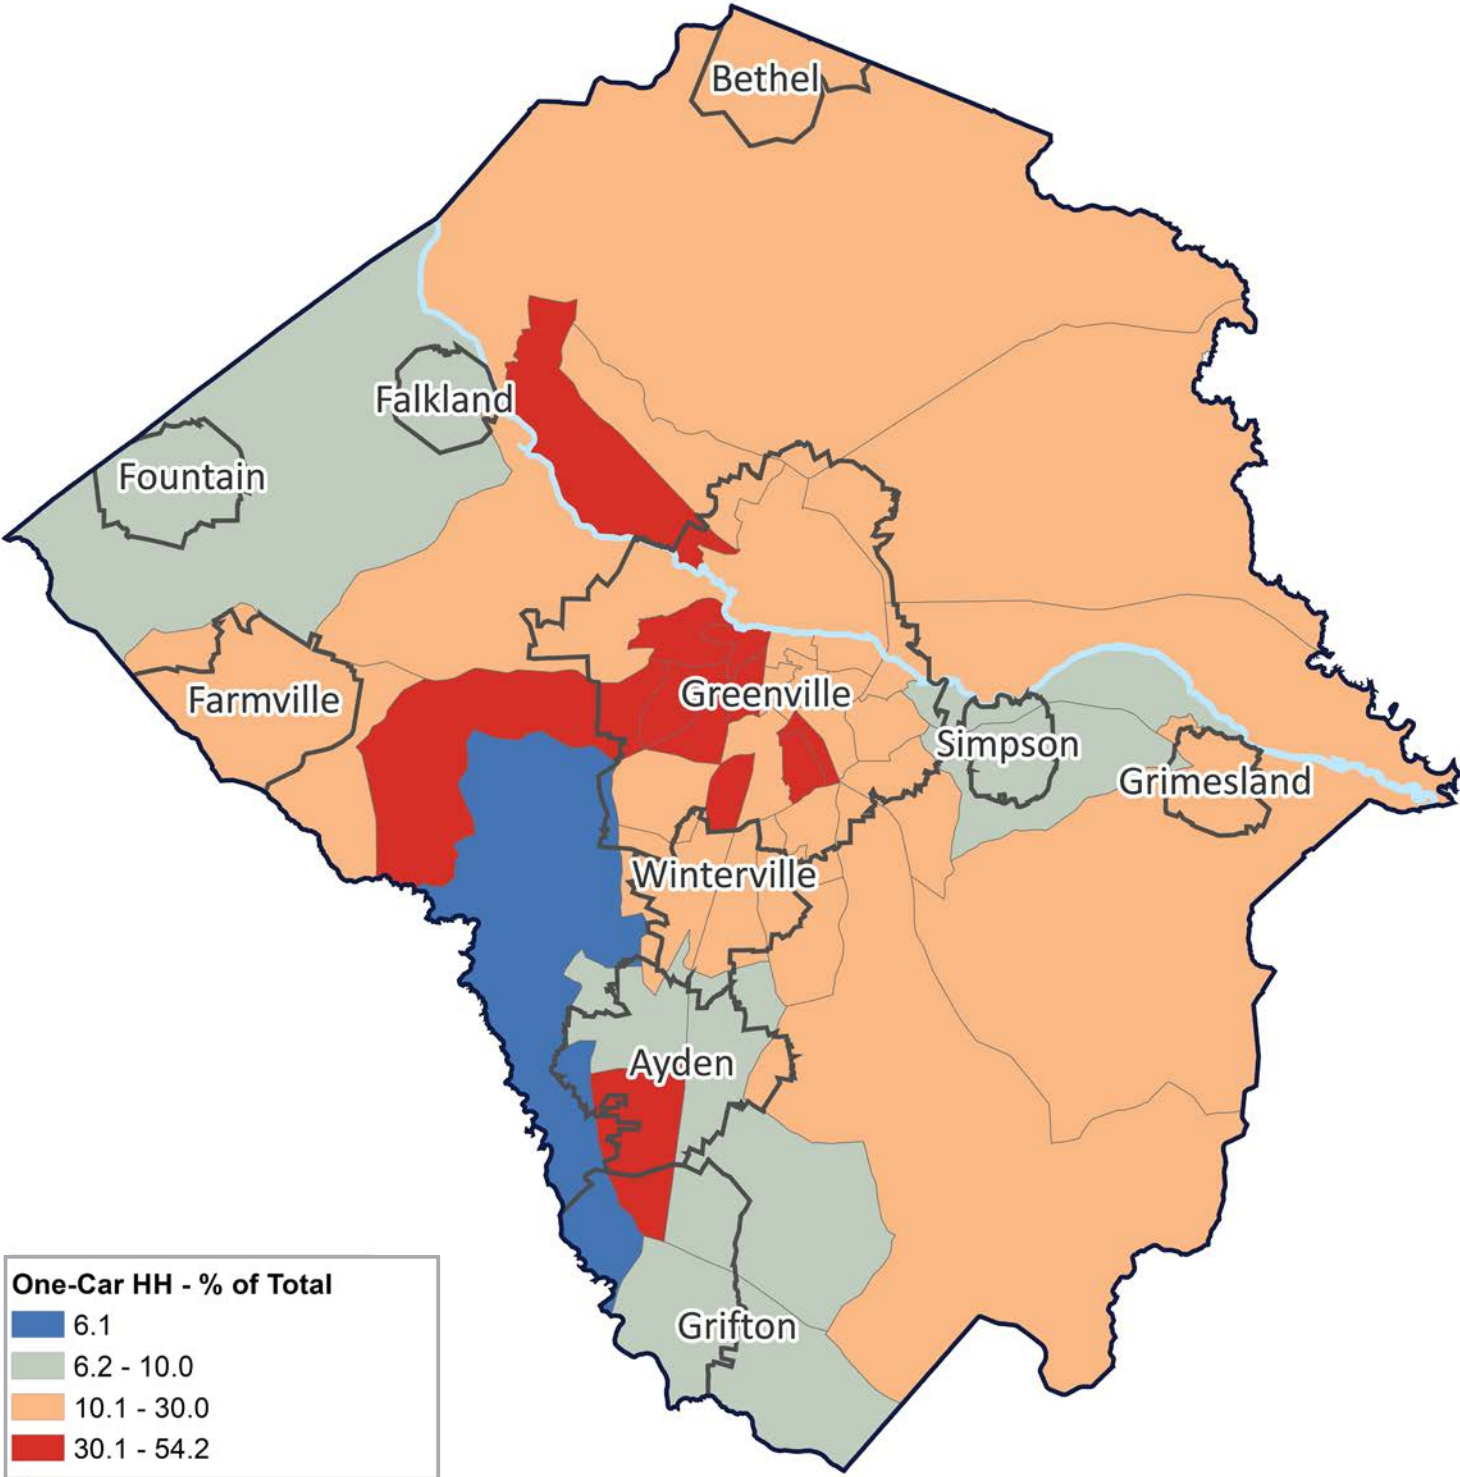 Bethel
Falkland
Fountain
Farmville
Greenville
Simpson
Grimesland
Winterville
Ayden
Grifton
One-Car HH - % of Total
6.1
6.2 - 10.0
10.1 - 30.0
30.1 - 54.2